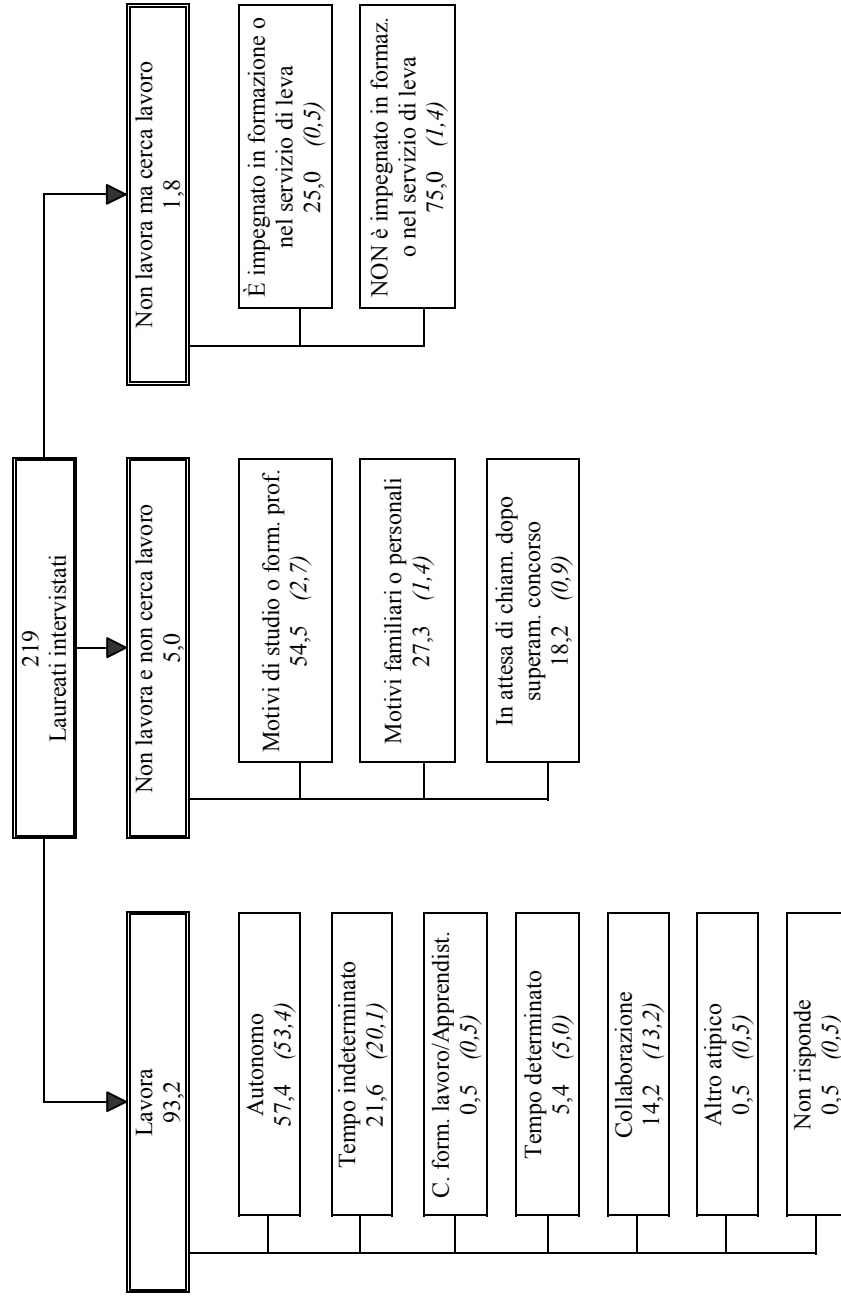 219
Laureati intervistati
Lavora
93,2
Autonomo
57,4 (53,4)
Tempo indeterminato
21,6 (20,1)
C. form. lavoro/Apprendist.
0,5 (0,5)
Tempo determinato
5,4 (5,0)
Collaborazione
14,2 (13,2)
Altro atipico
0,5 (0,5)
Non risponde
0,5 (0,5)
Non lavora e non cerca lavoro
5,0
Motivi di studio o form. prof.
54,5 (2,7)
Motivi familiari o personali
27,3 (1,4)
In attesa di chiam. dopo
superam. concorso
18,2 (0,9)
Non lavora ma cerca lavoro
1,8
È impegnato in formazione o
nel servizio di leva
25,0 (0,5)
NON è impegnato in formaz.
o nel servizio di leva
75,0 (1,4)